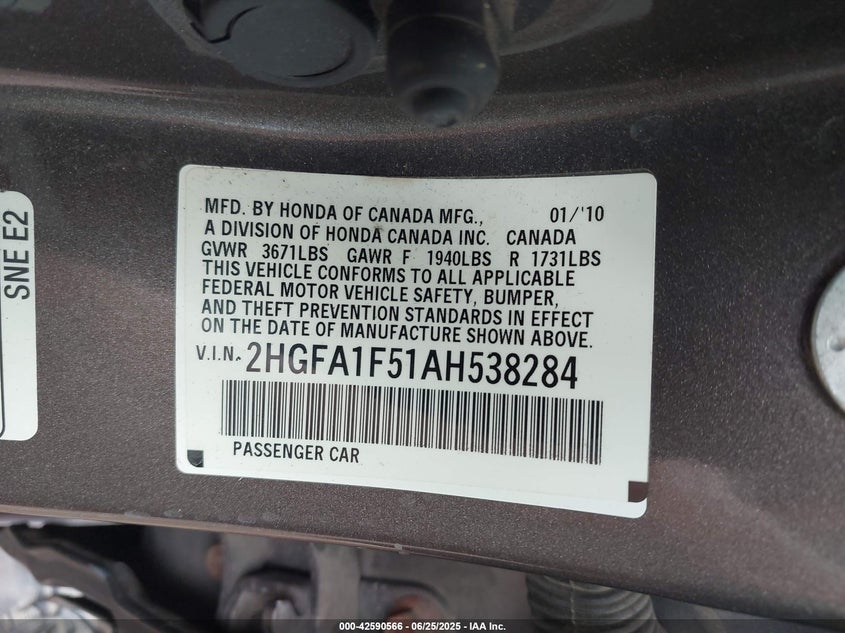 MFD. BY HONDA OF CANADA MFG., 01/'10
A DIVISION OF HONDA CANADA INC. CANADA
GVWR 3671LBS GAWR F 1940LBS R 1731LBS
THIS VEHICLE CONFORMS TO ALL APPLICABLE
FEDERAL MOTOR VEHICLE SAFETY, BUMPER,
AND THEFT PREVENTION STANDARDS IN EFFECT
ON THE DATE OF MANUFACTURE SHOWN ABOVE.
V.I.N. 2HGFA1F51AH538284
PASSENGER CAR
SNE E2
000-42590566 - 06/25/2025 - IAA Inc.